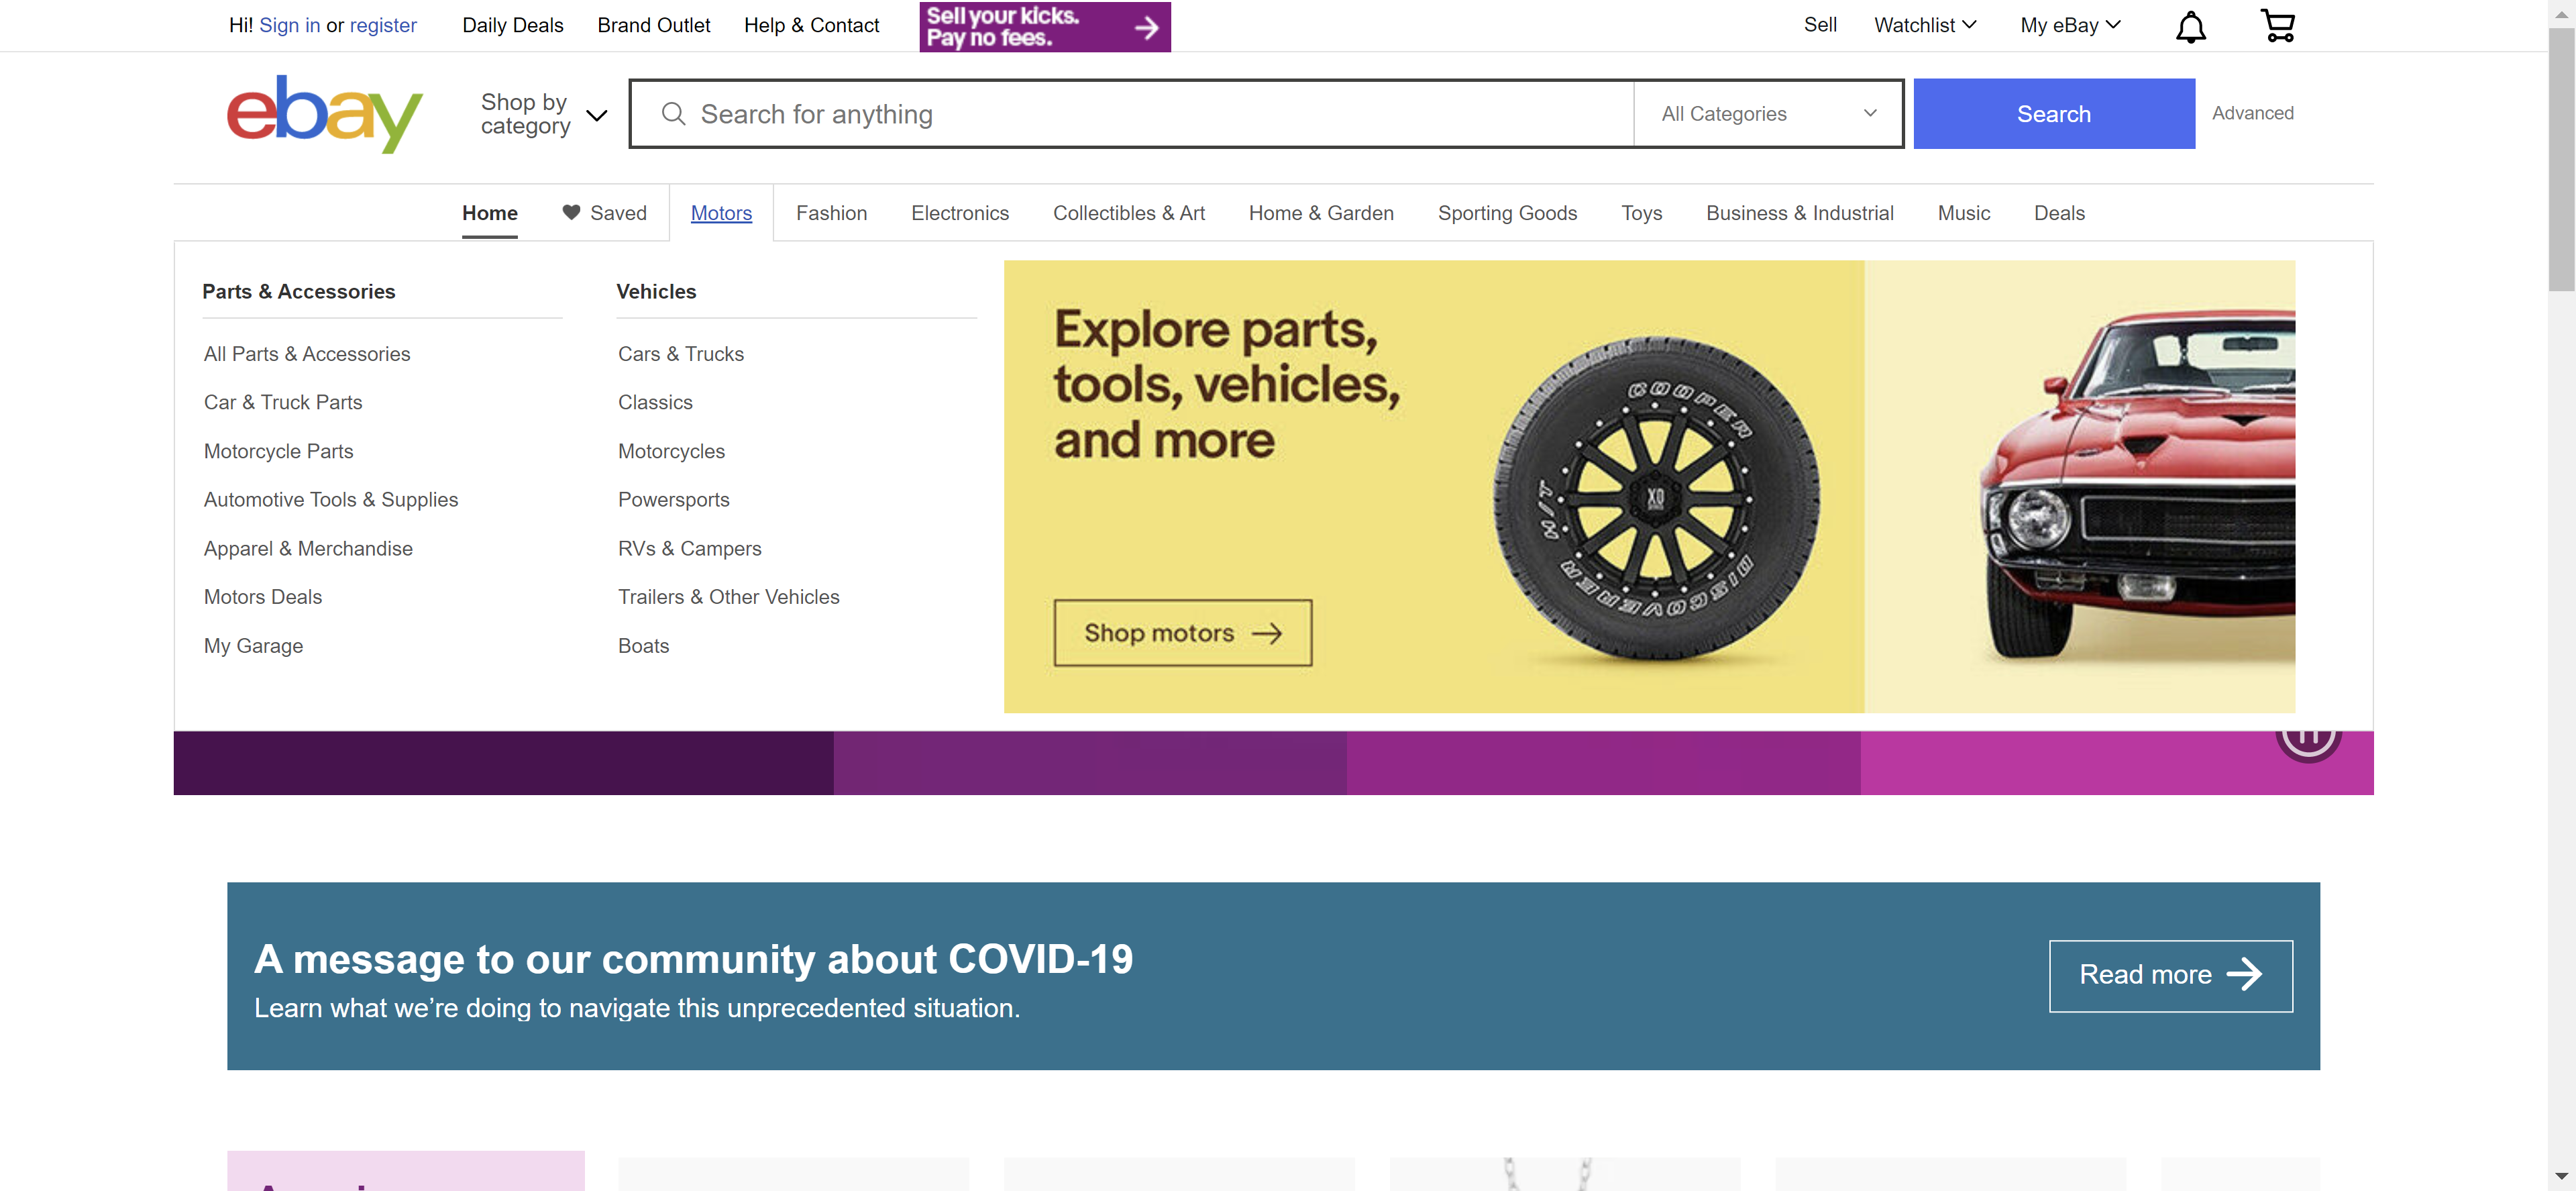 Hi! Sign in or register
Daily Deals
Brand Outlet
Help & Contact
Sell your kicks.
Pay no fees.
Sell
Watchlist
My eBay
ebay
Shop by
category
Search for anything
All Categories
Search
Advanced
Home
Saved
Motors
Fashion
Electronics
Collectibles & Art
Home & Garden
Sporting Goods
Toys
Business & Industrial
Music
Deals
Parts & Accessories
All Parts & Accessories
Car & Truck Parts
Motorcycle Parts
Automotive Tools & Supplies
Apparel & Merchandise
Motors Deals
My Garage
Vehicles
Cars & Trucks
Classics
Motorcycles
Powersports
RVs & Campers
Trailers & Other Vehicles
Boats
Explore parts,
tools, vehicles,
and more
Shop motors
COOPER
H/T
XD
DISCOVERER
A message to our community about COVID-19
Learn what we’re doing to navigate this unprecedented situation.
Read more